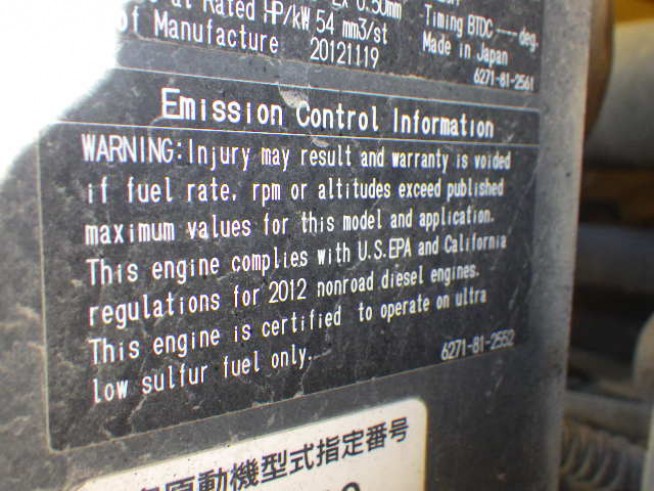 at Rated HP/kW 54 mm3/st
of Manufacture 20121119
Timing BTDC --- deg.
Made in Japan
6271-81-2561
Emission Control Information
WARNING:Injury may result and warranty is voided
if fuel rate, rpm or altitudes exceed published
maximum values for this model and application.
This engine complies with U.S.EPA and California
regulations for 2012 nonroad diesel engines.
This engine is certified to operate on ultra
low sulfur fuel only.
6271-81-2552
原動機型式指定番号